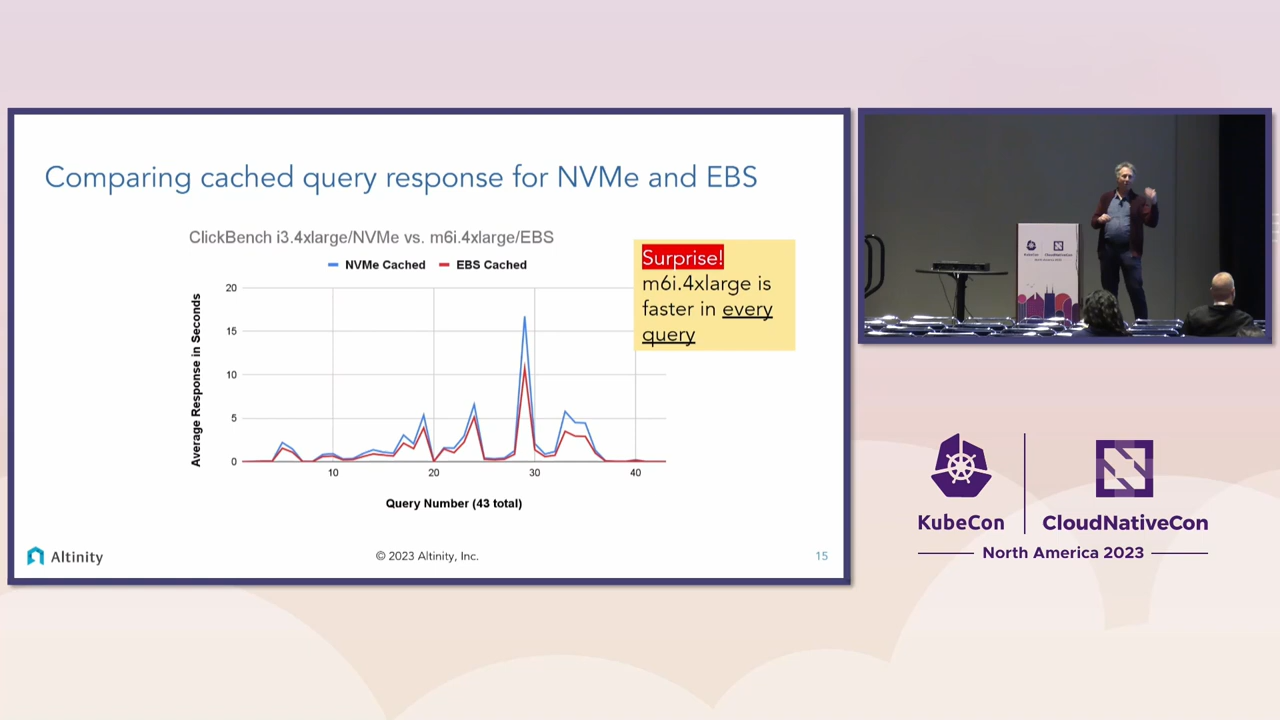 Comparing cached query response for NVMe and EBS
ClickBench i3.4xlarge/NVMe vs. m6i.4xlarge/EBS
NVMe Cached
EBS Cached
Surprise!
m6i.4xlarge is
faster in every
query
Average Response in Seconds
20
15
10
5
0
10
20
30
40
Query Number (43 total)
Altinity
© 2023 Altinity, Inc.
15
KubeCon
CloudNativeCon
KubeCon
CloudNativeCon
North America 2023